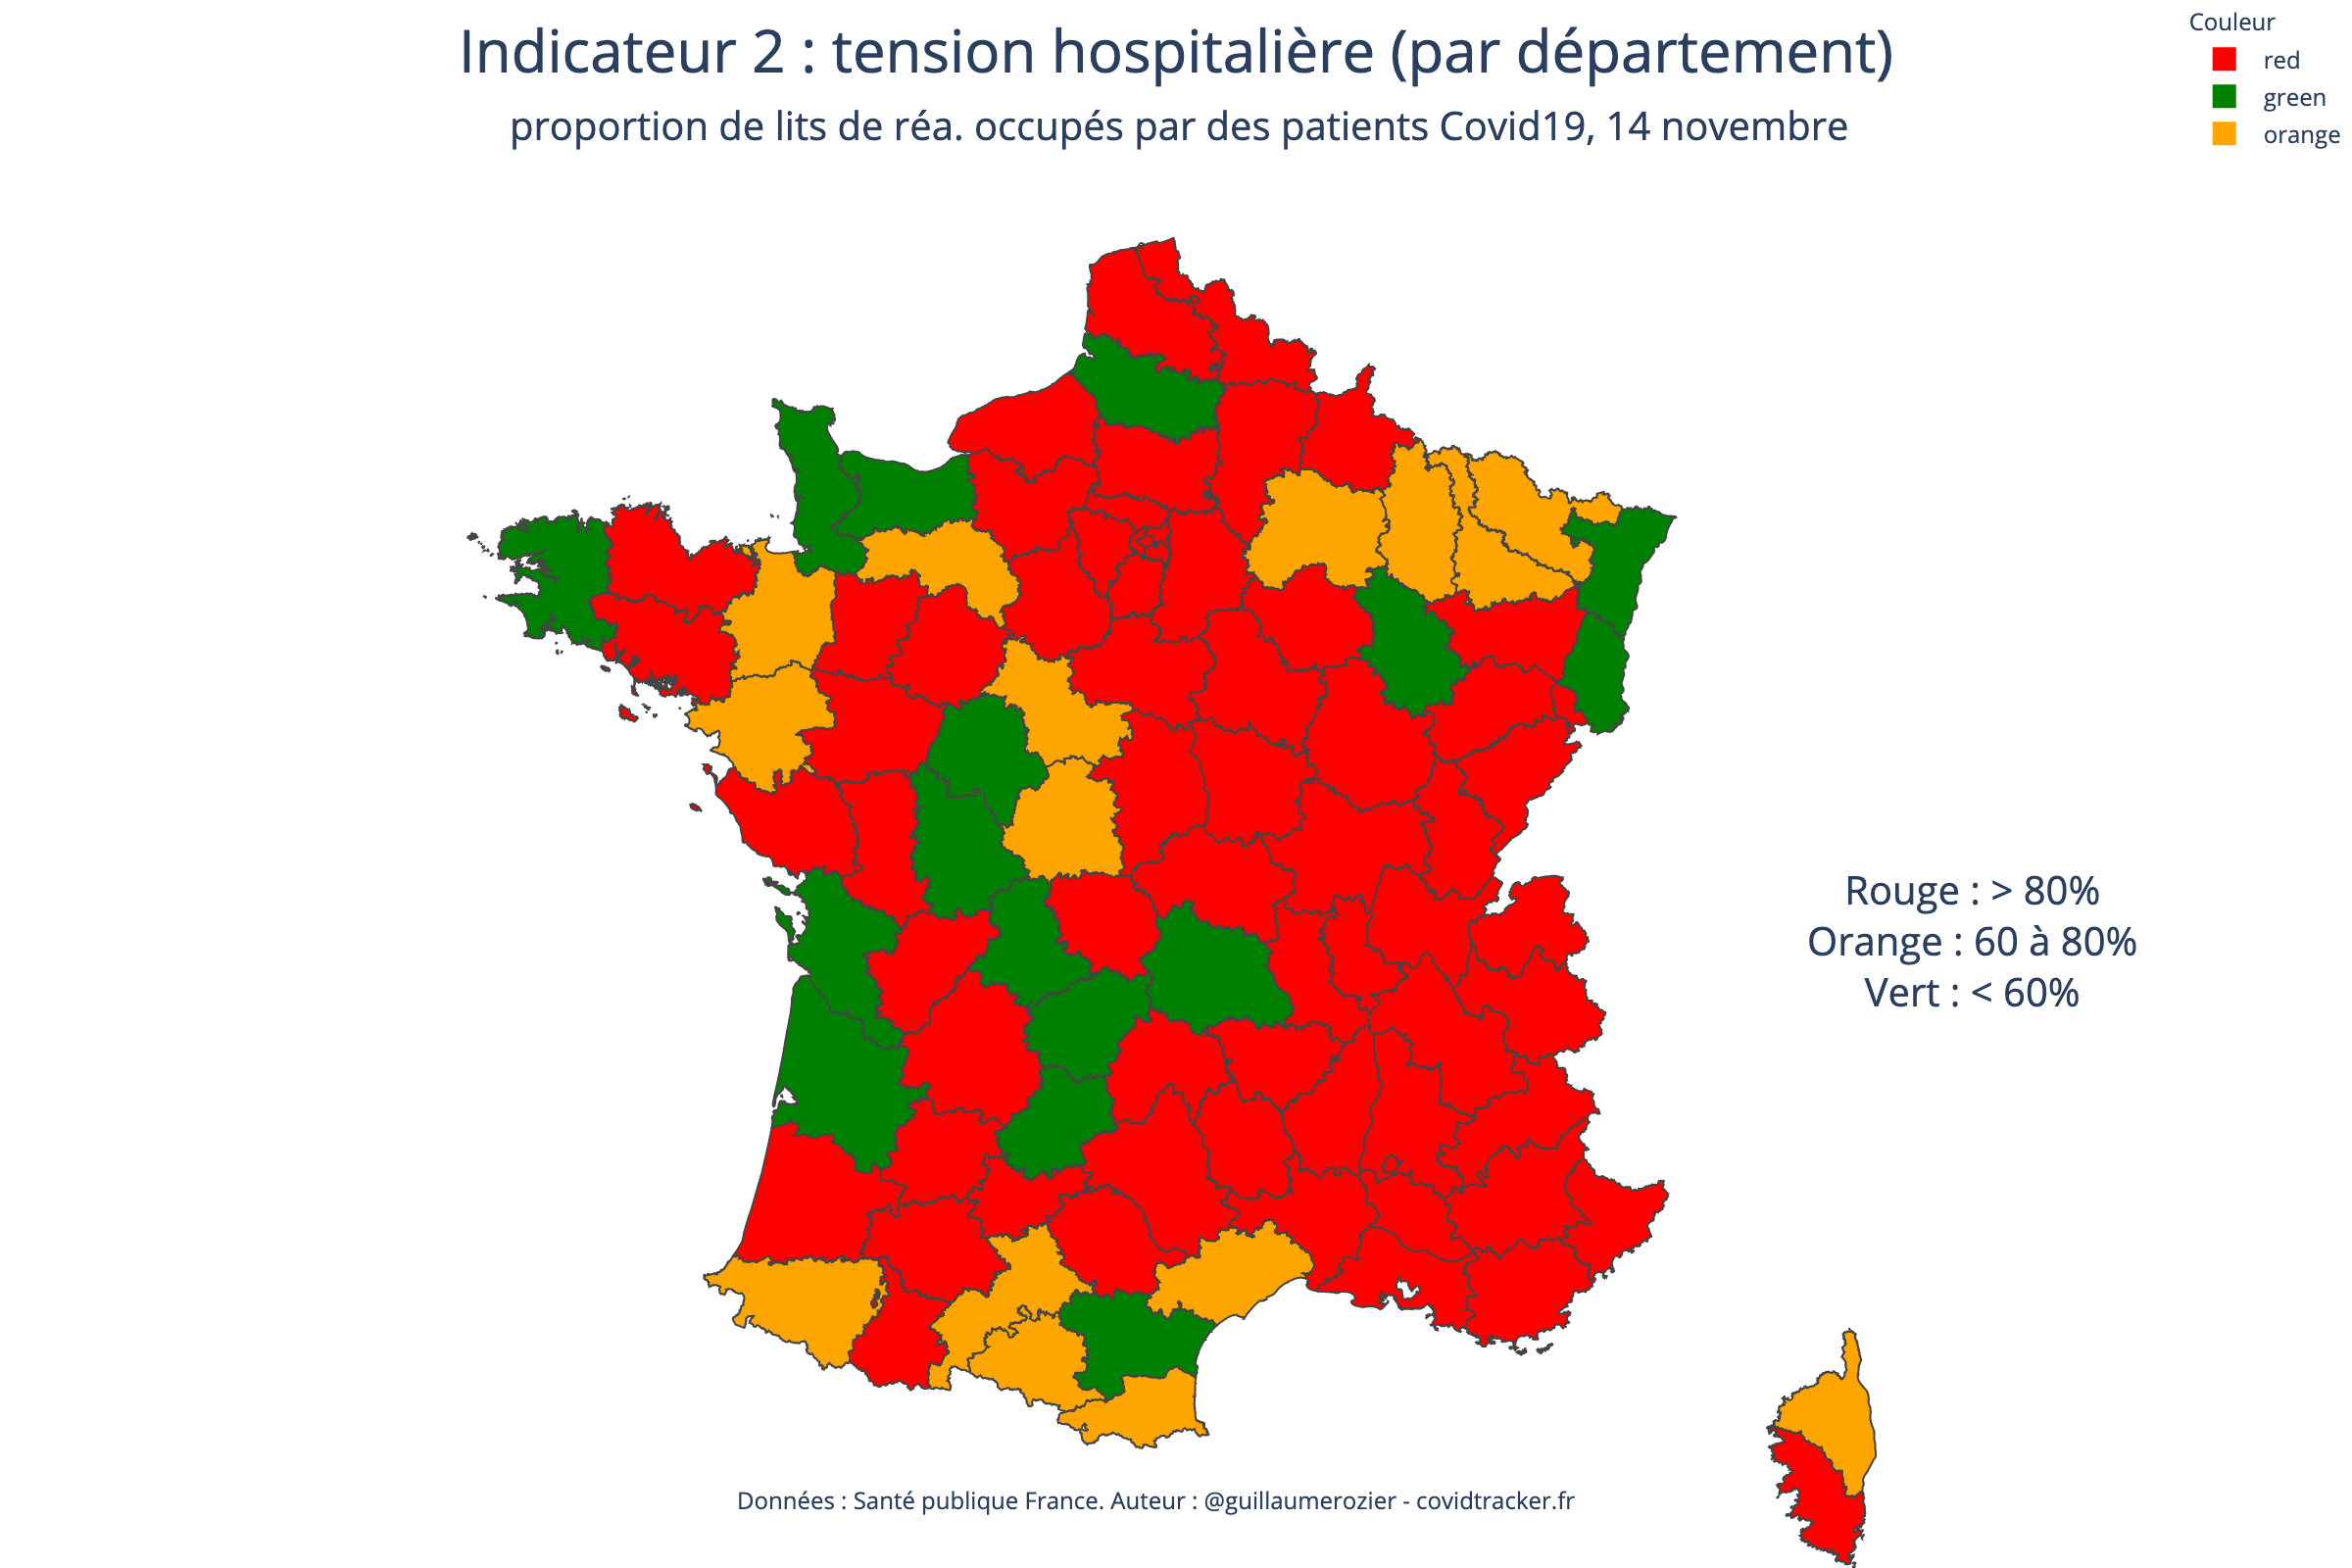 Indicateur 2 : tension hospitalière (par département)
proportion de lits de réa. occupés par des patients Covid19, 14 novembre
Couleur
red
green
orange
Rouge : > 80%
Orange : 60 à 80%
Vert : < 60%
Données : Santé publique France. Auteur : @guillaumerozier - covidtracker.fr